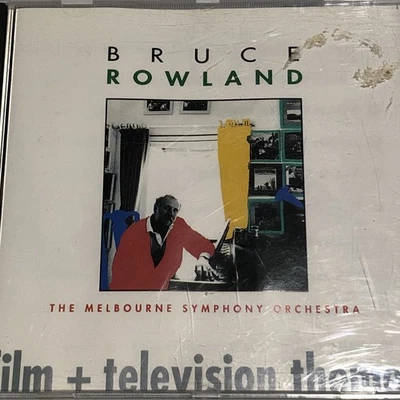 BRUCE
ROWLAND
THE MELBOURNE SYMPHONY ORCHESTRA
ilm + television theme